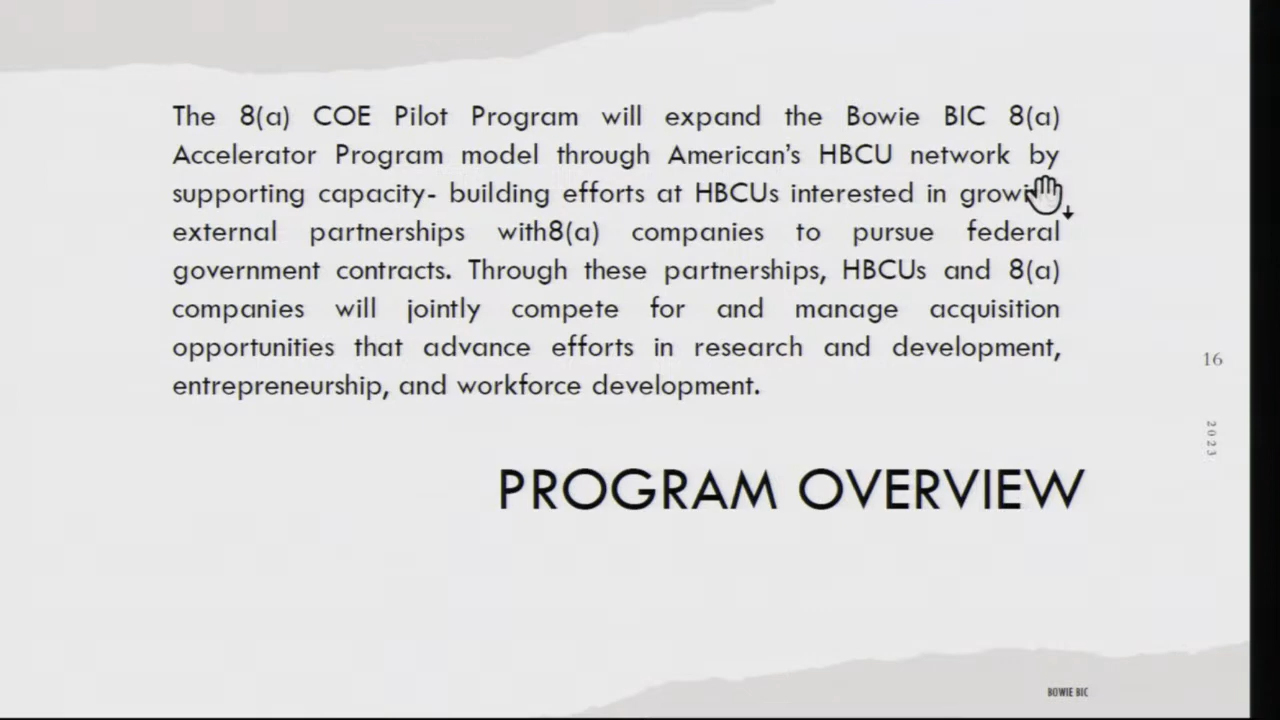 The 8(a) COE Pilot Program will expand the Bowie BIC 8(a)
Accelerator Program model through American's HBCU network by
supporting capacity- building efforts at HBCUs interested in
external partnerships with8(a) companies to pursue federal
government contracts. Through these partnerships, HBCUs and 8(a)
companies will jointly compete for and manage acquisition
opportunities that advance efforts in research and development,
entrepreneurship, and workforce development.
16
2023
PROGRAM OVERVIEW
BOWIE BIC